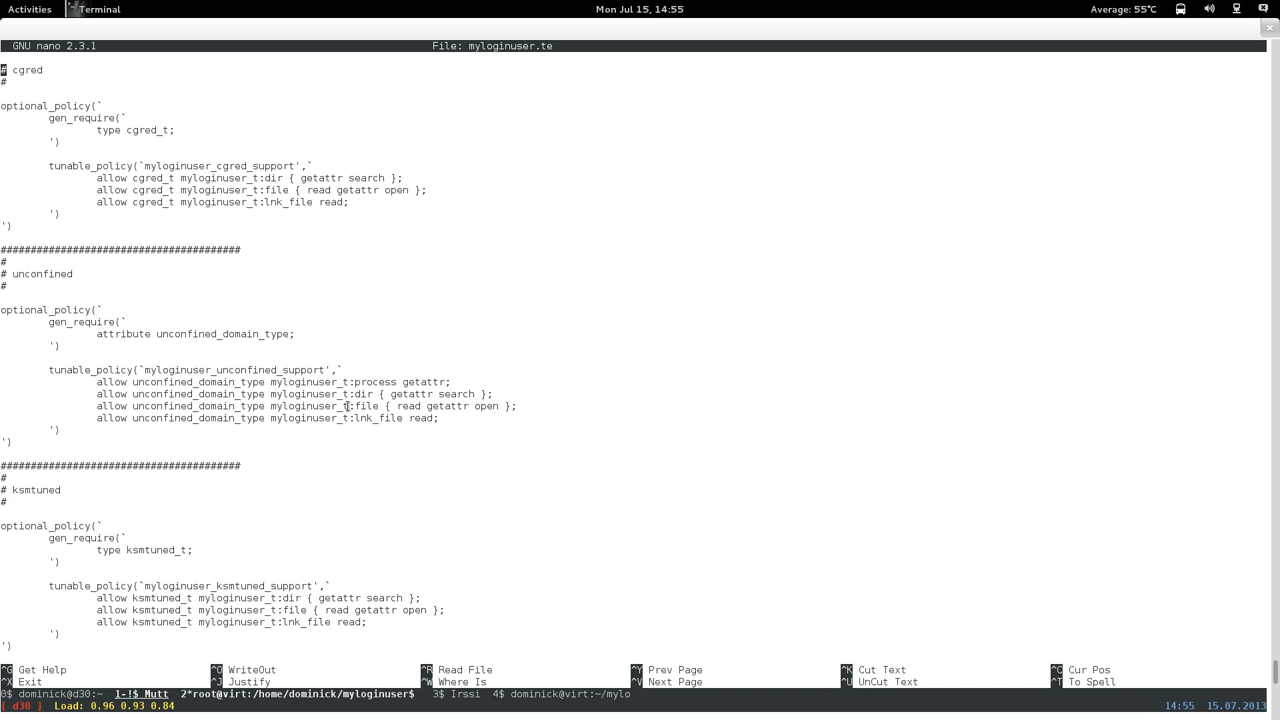 Activities Terminal Mon Jul 15, 14:55 Average: 55°C
GNU nano 2.3.1 File: myloginuser.te
# cgred
#
optional_policy(`
gen_require(`
type cgred_t;
')
tunable_policy(`myloginuser_cgred_support',`
allow cgred_t myloginuser_t:dir { getattr search };
allow cgred_t myloginuser_t:file { read getattr open };
allow cgred_t myloginuser_t:lnk_file read;
')
')
########################################
#
# unconfined
#
optional_policy(`
gen_require(`
attribute unconfined_domain_type;
')
tunable_policy(`myloginuser_unconfined_support',`
allow unconfined_domain_type myloginuser_t:process getattr;
allow unconfined_domain_type myloginuser_t:dir { getattr search };
allow unconfined_domain_type myloginuser_t:file { read getattr open };
allow unconfined_domain_type myloginuser_t:lnk_file read;
')
')
########################################
#
# ksmtuned
#
optional_policy(`
gen_require(`
type ksmtuned_t;
')
tunable_policy(`myloginuser_ksmtuned_support',`
allow ksmtuned_t myloginuser_t:dir { getattr search };
allow ksmtuned_t myloginuser_t:file { read getattr open };
allow ksmtuned_t myloginuser_t:lnk_file read;
')
')
^G Get Help ^O WriteOut ^R Read File ^Y Prev Page ^K Cut Text ^C Cur Pos
^X Exit ^J Justify ^W Where Is ^V Next Page ^U UnCut Text ^T To Spell
0$ dominick@d30:~ 1-!$ Mutt 2*root@virt:/home/dominick/myloginuser$ 3$ Irssi 4$ dominick@virt:~/mylo
[ d30 ] Load: 0.96 0.93 0.84 14:55 15.07.2013